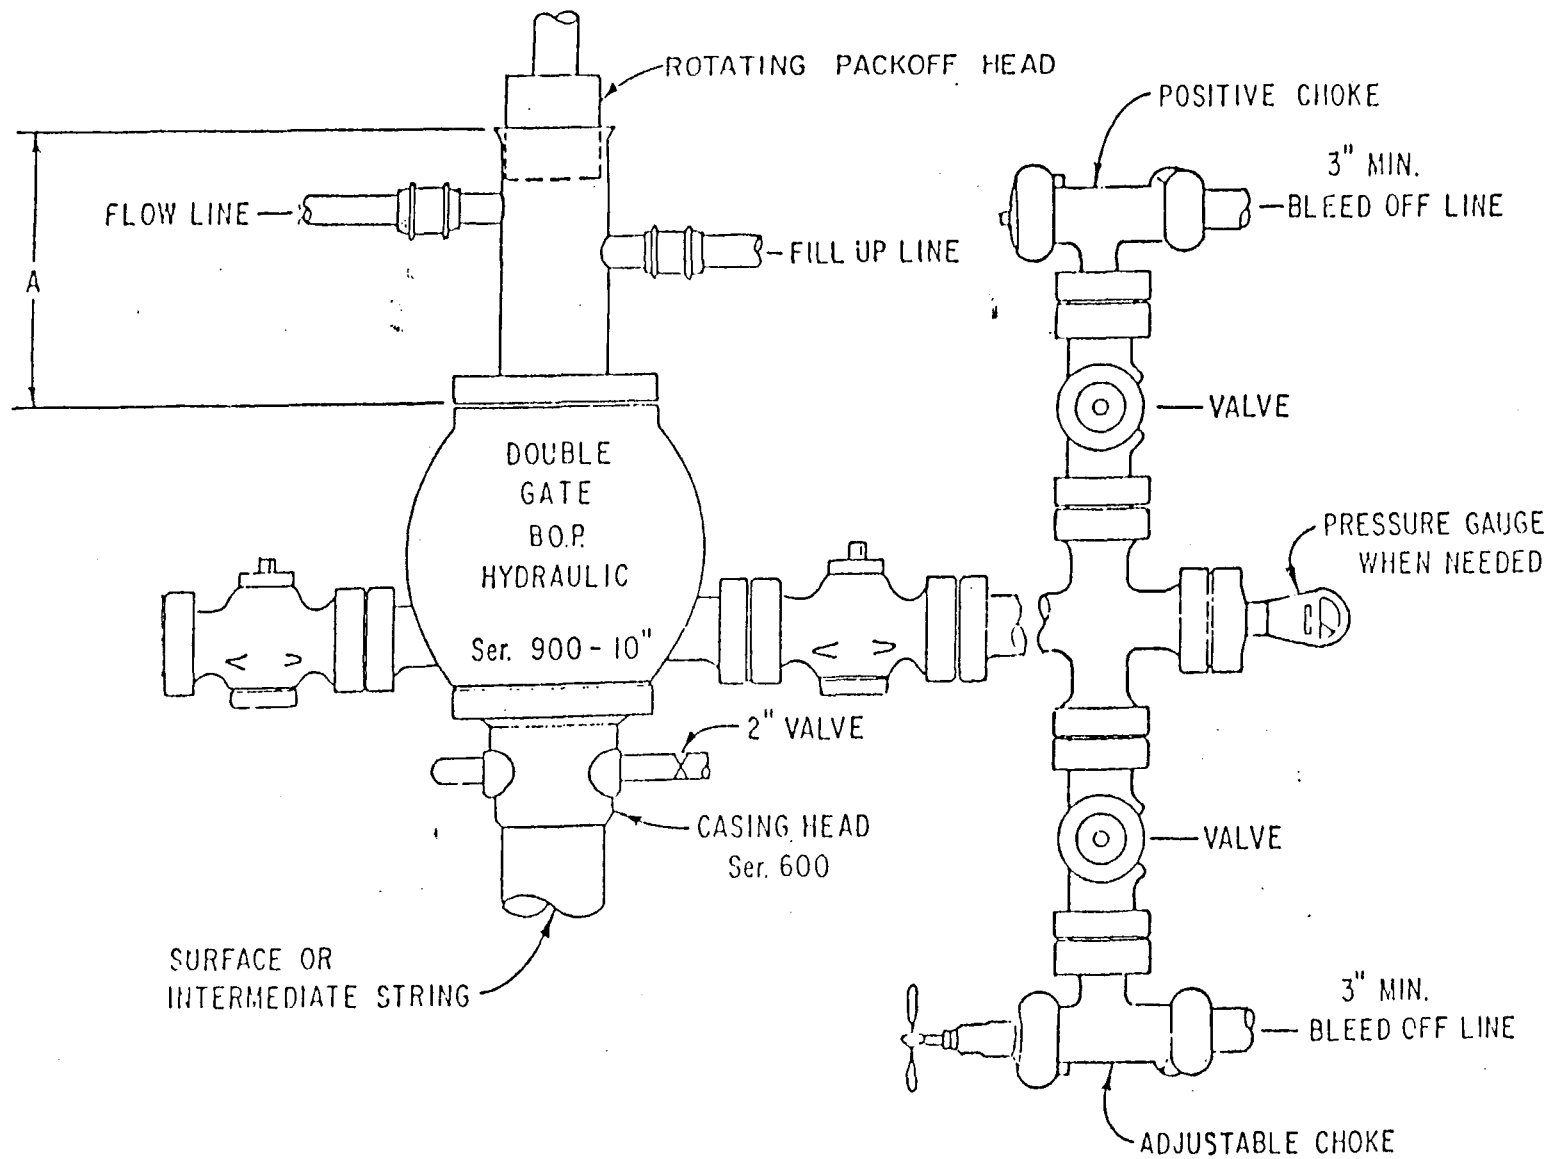 ROTATING PACKOFF HEAD
POSITIVE CHOKE
3" MIN.
BLEED OFF LINE
FLOW LINE
FILL UP LINE
A
VALVE
DOUBLE
GATE
B.O.P.
HYDRAULIC
Ser. 900-10"
PRESSURE GAUGE
WHEN NEEDED
2" VALVE
CASING HEAD
Ser. 600
VALVE
SURFACE OR
INTERMEDIATE STRING
3" MIN.
BLEED OFF LINE
ADJUSTABLE CHOKE